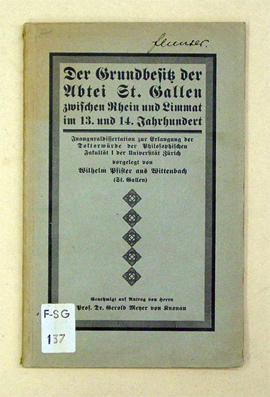 Der Grundbesitz der
Abtei St. Gallen
zwischen Rhein und Limmat
im 13. und 14. Jahrhundert
Inauguraldissertation zur Erlangung der
Doktorwürde der Philosophischen
Fakultät I der Universität Zürich
vorgelegt von
Wilhelm Pfister aus Wittenbach
(St. Gallen)
Genehmigt auf Antrag von Herrn
Prof. Dr. Gerold Meyer von Knonau
F-SG
137